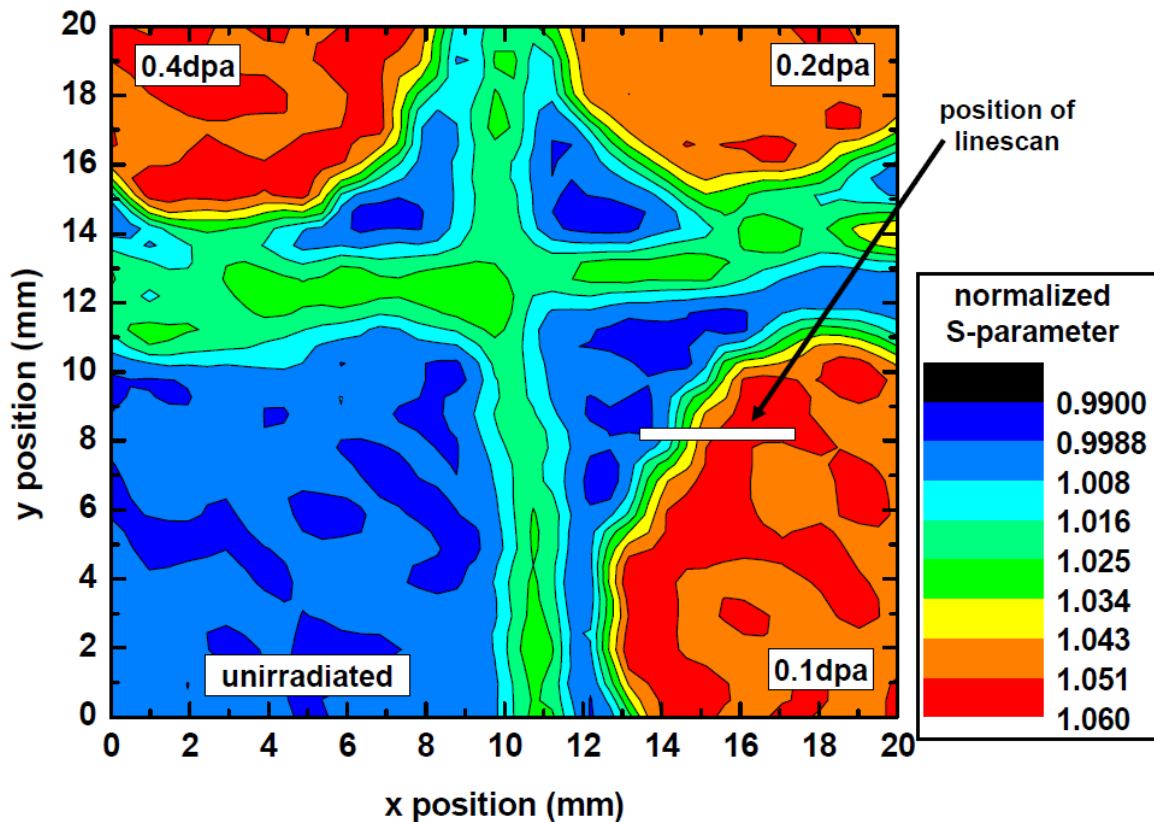 20
18
16
14
12
10
8
6
4
2
0
y position (mm)
0.4dpa
0.2dpa
unirradiated
0.1dpa
0 2 4 6 8 10 12 14 16 18 20
x position (mm)
position of
linescan
normalized
S-parameter
0.9900
0.9988
1.008
1.016
1.025
1.034
1.043
1.051
1.060